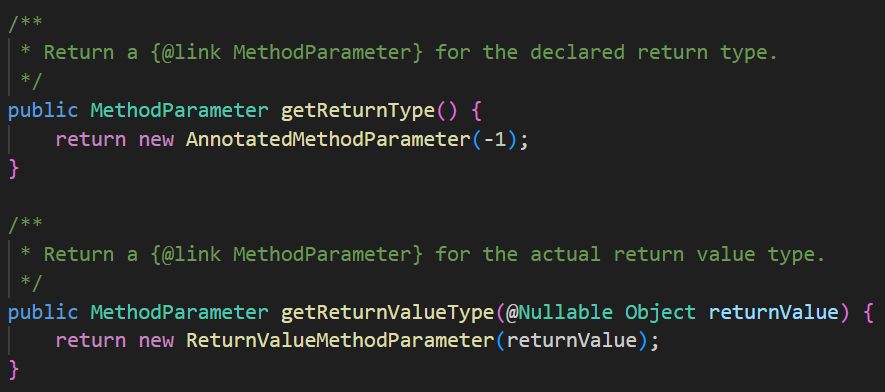 /**
 * Return a {@link MethodParameter} for the declared return type.
 */
public MethodParameter getReturnType() {
    return new AnnotatedMethodParameter(-1);
}

/**
 * Return a {@link MethodParameter} for the actual return value type.
 */
public MethodParameter getReturnValueType(@Nullable Object returnValue) {
    return new ReturnValueMethodParameter(returnValue);
}